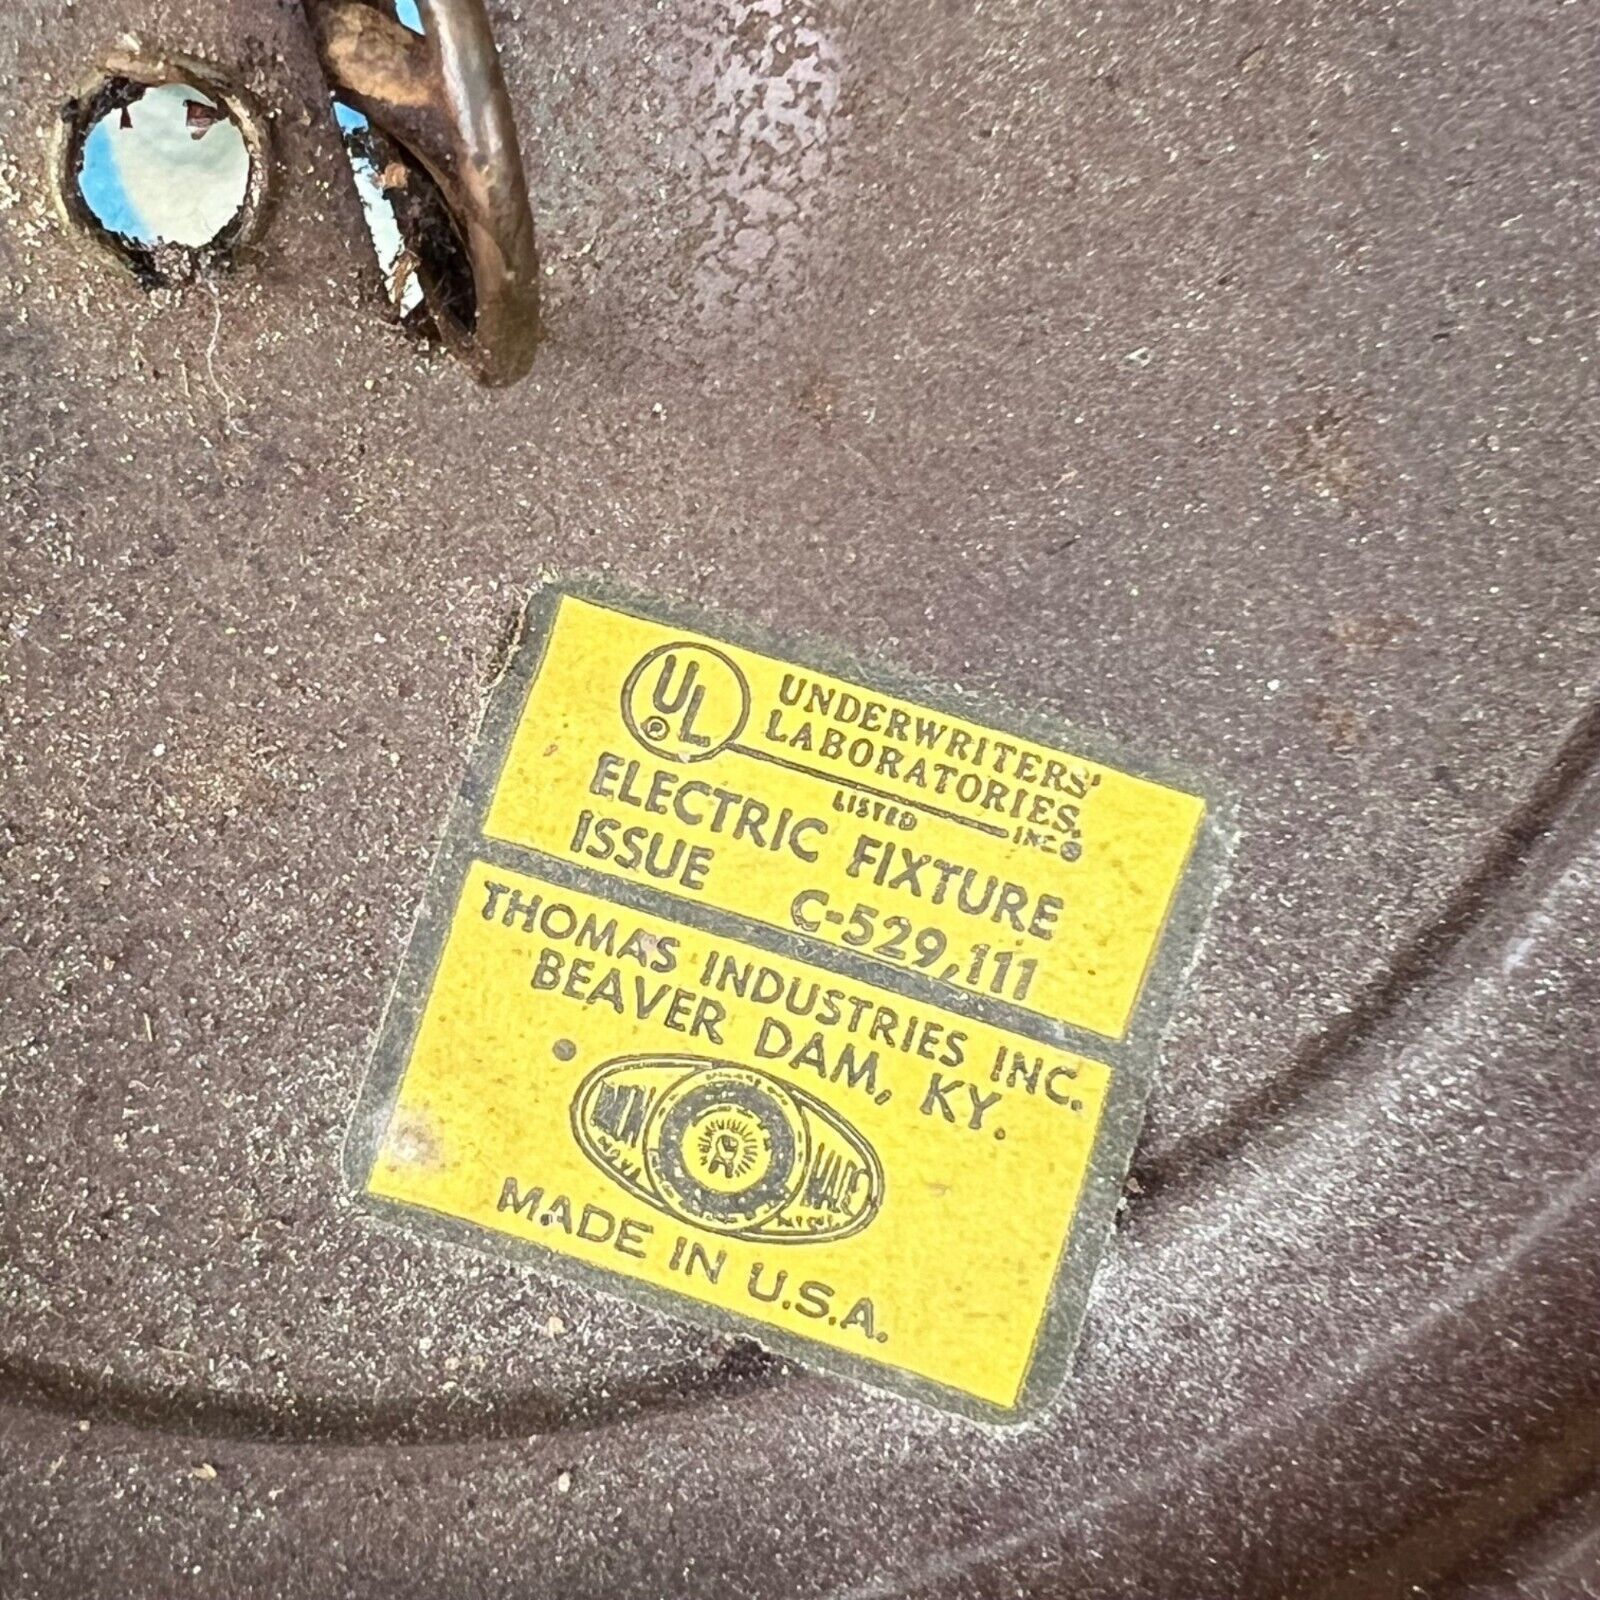 UL
UNDERWRITERS'
LABORATORIES,
LISTED INC.®
ELECTRIC FIXTURE
ISSUE C-529,111
THOMAS INDUSTRIES INC.
BEAVER DAM, KY.
MADE IN U.S.A.